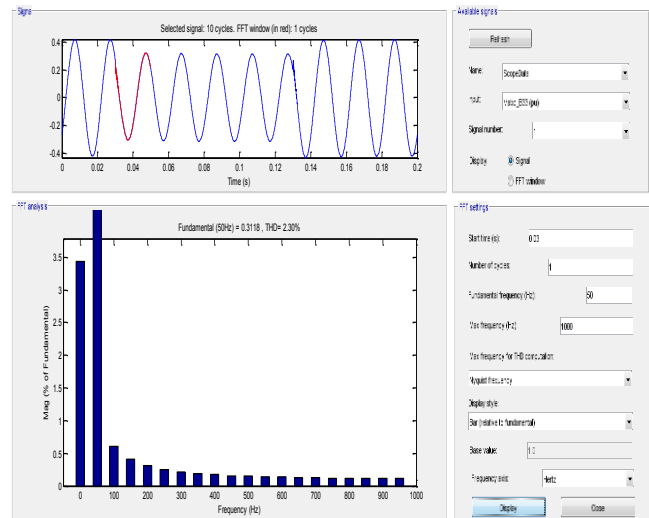 Signal
Selected signal: 10 cycles. FFT window (in red): 1 cycles
0.4
0.2
0
-0.2
-0.4
0 0.02 0.04 0.06 0.08 0.1 0.12 0.14 0.16 0.18 0.2
Time (s)
FFT analysis
Fundamental (50Hz) = 0.3118 , THD= 2.30%
3.5
3
2.5
2
1.5
1
0.5
0
Mag (% of Fundamental)
0 100 200 300 400 500 600 700 800 900 1000
Frequency (Hz)
Available signals
Refresh
Name:
ScopeData
Input:
(pu)
Signal number:
1
Display:
Signal
FFT window
FFT settings
Start time (s):
0.03
Number of cycles:
1
Fundamental frequency (Hz):
50
Max frequency (Hz)
1000
Max frequency for THD computation:
Nyquist frequency
Display style:
Bar (relative to fundamental)
Base value:
1.0
Frequency axis:
Hertz
Display
Close